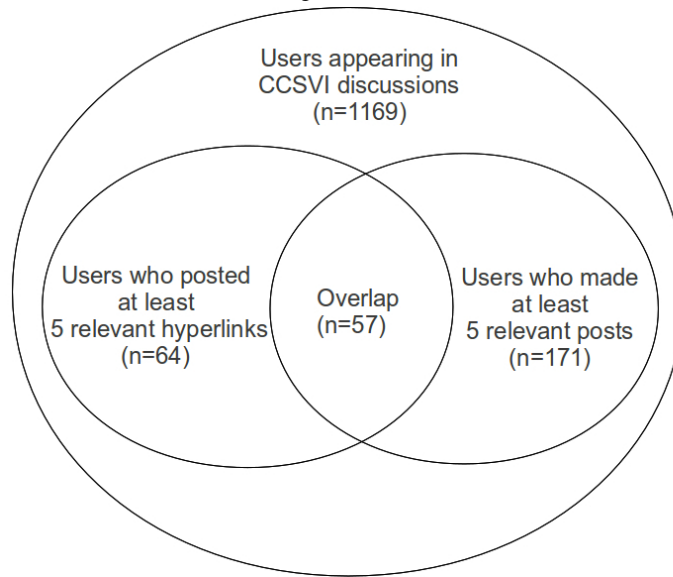 Users appearing in
CCSVI discussions
(n=1169)
Users who posted
at least
5 relevant hyperlinks
(n=64)
Overlap
(n=57)
Users who made
at least
5 relevant posts
(n=171)